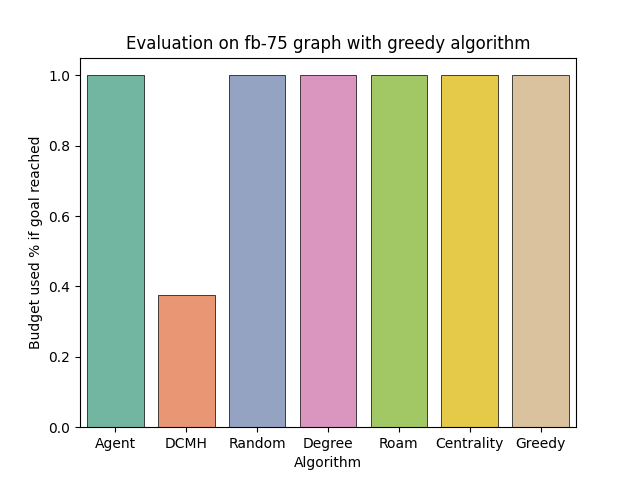 Evaluation on fb-75 graph with greedy algorithm
Budget used % if goal reached
1.0
0.8
0.6
0.4
0.2
0.0
Agent DCMH Random Degree Roam Centrality Greedy
Algorithm